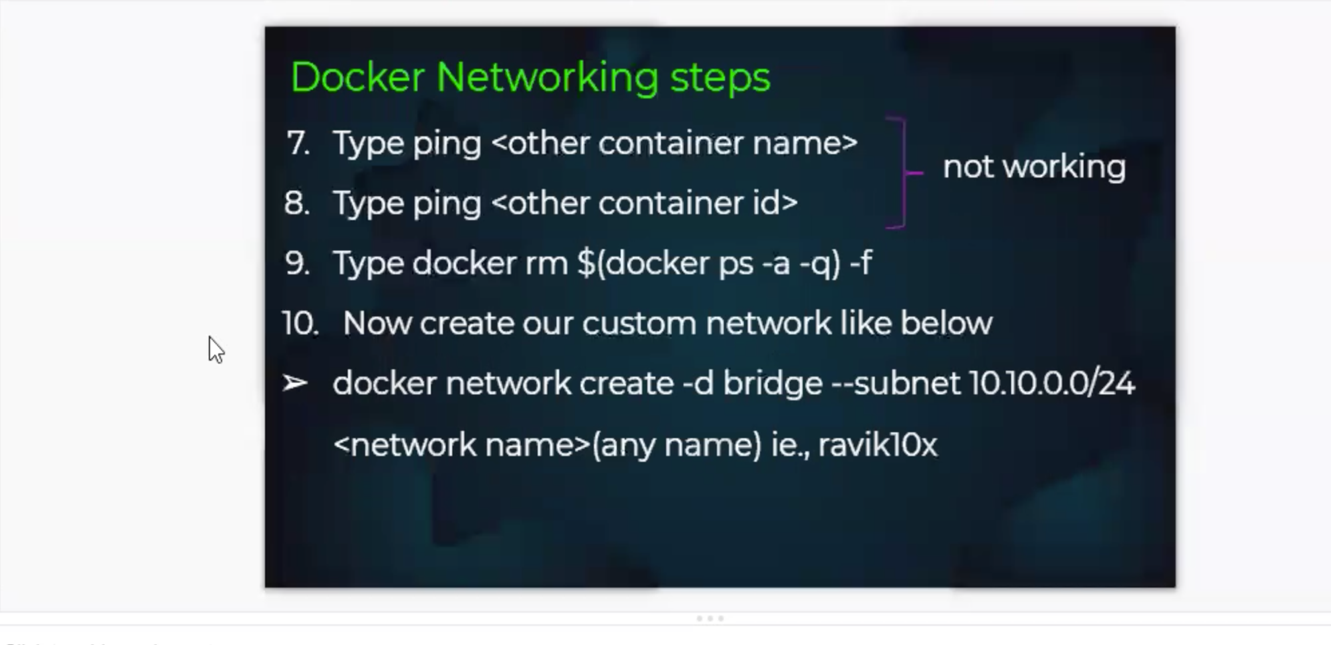 Docker Networking steps
7. Type ping <other container name>
not working
8. Type ping <other container id>
9. Type docker rm $(docker ps -a -q) -f
10. Now create our custom network like below
➢ docker network create -d bridge --subnet 10.10.0.0/24
<network name>(any name) ie., ravik10x